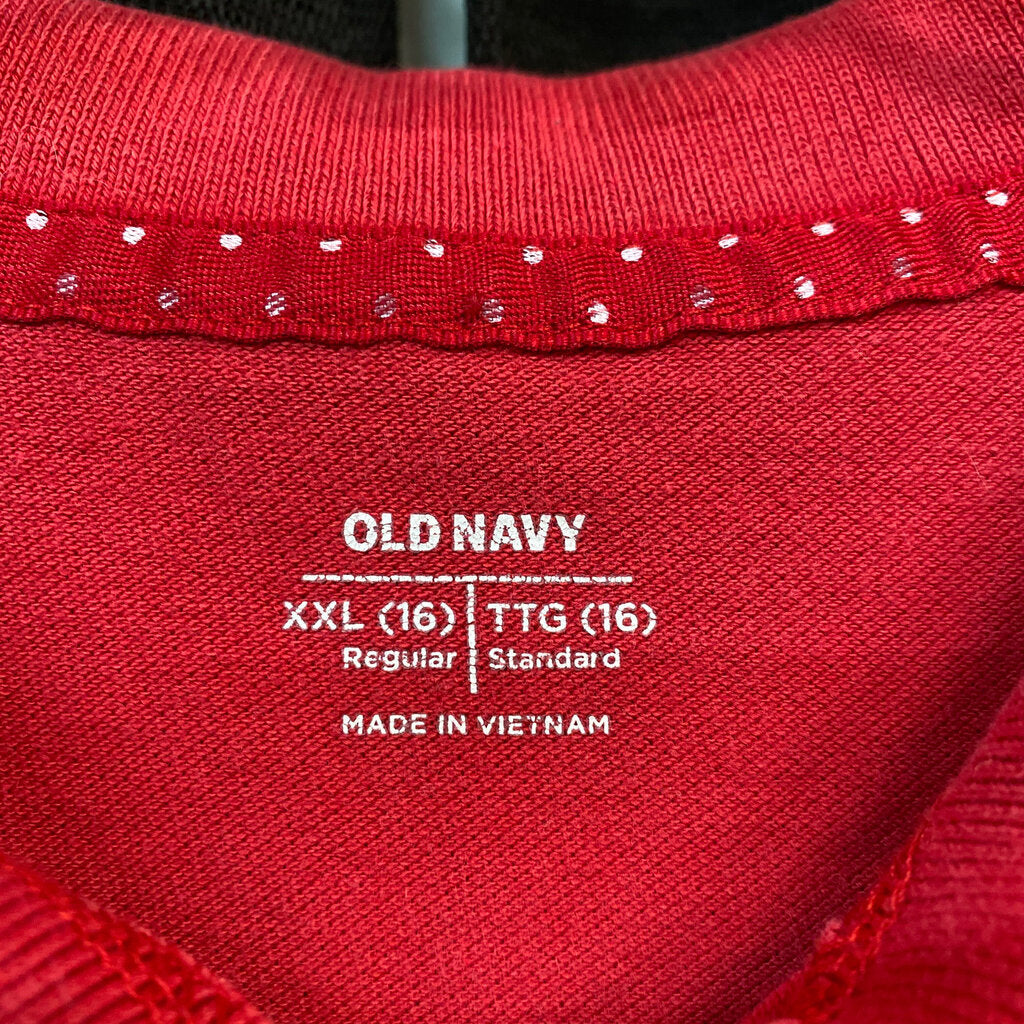 OLD NAVY
XXL (16) TTG (16)
Regular Standard
MADE IN VIETNAM